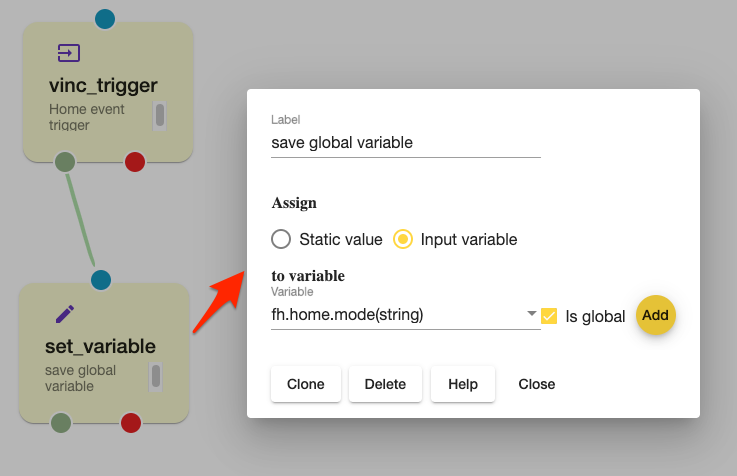 vinc_trigger
Home event
trigger
set_variable
save global
variable
Label
save global variable
Assign
Static value
Input variable
to variable
Variable
fh.home.mode(string)
Is global
Add
Clone
Delete
Help
Close